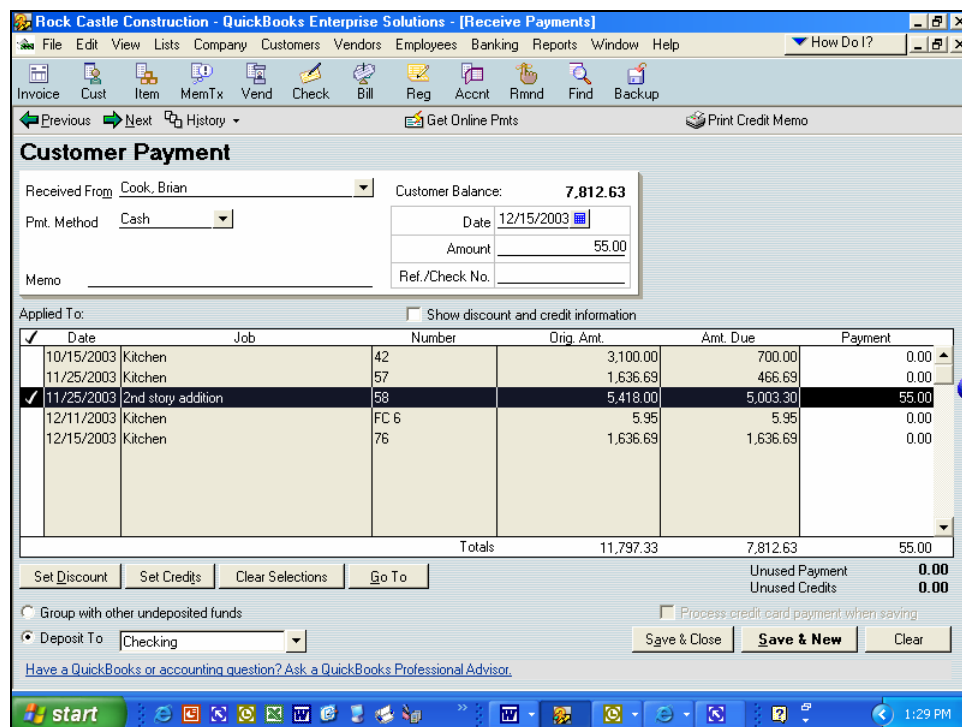 Rock Castle Construction - QuickBooks Enterprise Solutions - [Receive Payments]
File Edit View Lists Company Customers Vendors Employees Banking Reports Window Help How Do I?
Invoice Cust Item MemTx Vend Check Bill Reg Accnt Rmnd Find Backup
Previous Next History Get Online Pmts Print Credit Memo
Customer Payment
Received From Cook, Brian Customer Balance: 7,812.63
Pmt. Method Cash Date 12/15/2003
Amount 55.00
Memo Ref./Check No.
Applied To: Show discount and credit information
Date Job Number Orig. Amt. Amt. Due Payment
10/15/2003 Kitchen 42 3,100.00 700.00 0.00
11/25/2003 Kitchen 57 1,636.69 466.69 0.00
11/25/2003 2nd story addition 58 5,418.00 5,003.30 55.00
12/11/2003 Kitchen FC 6 5.95 5.95 0.00
12/15/2003 Kitchen 76 1,636.69 1,636.69 0.00
Totals 11,797.33 7,812.63 55.00
Set Discount Set Credits Clear Selections Go To Unused Payment 0.00
Unused Credits 0.00
Group with other undeposited funds Process credit card payment when saving
Deposit To Checking Save & Close Save & New Clear
Have a QuickBooks or accounting question? Ask a QuickBooks Professional Advisor.
start 1:29 PM